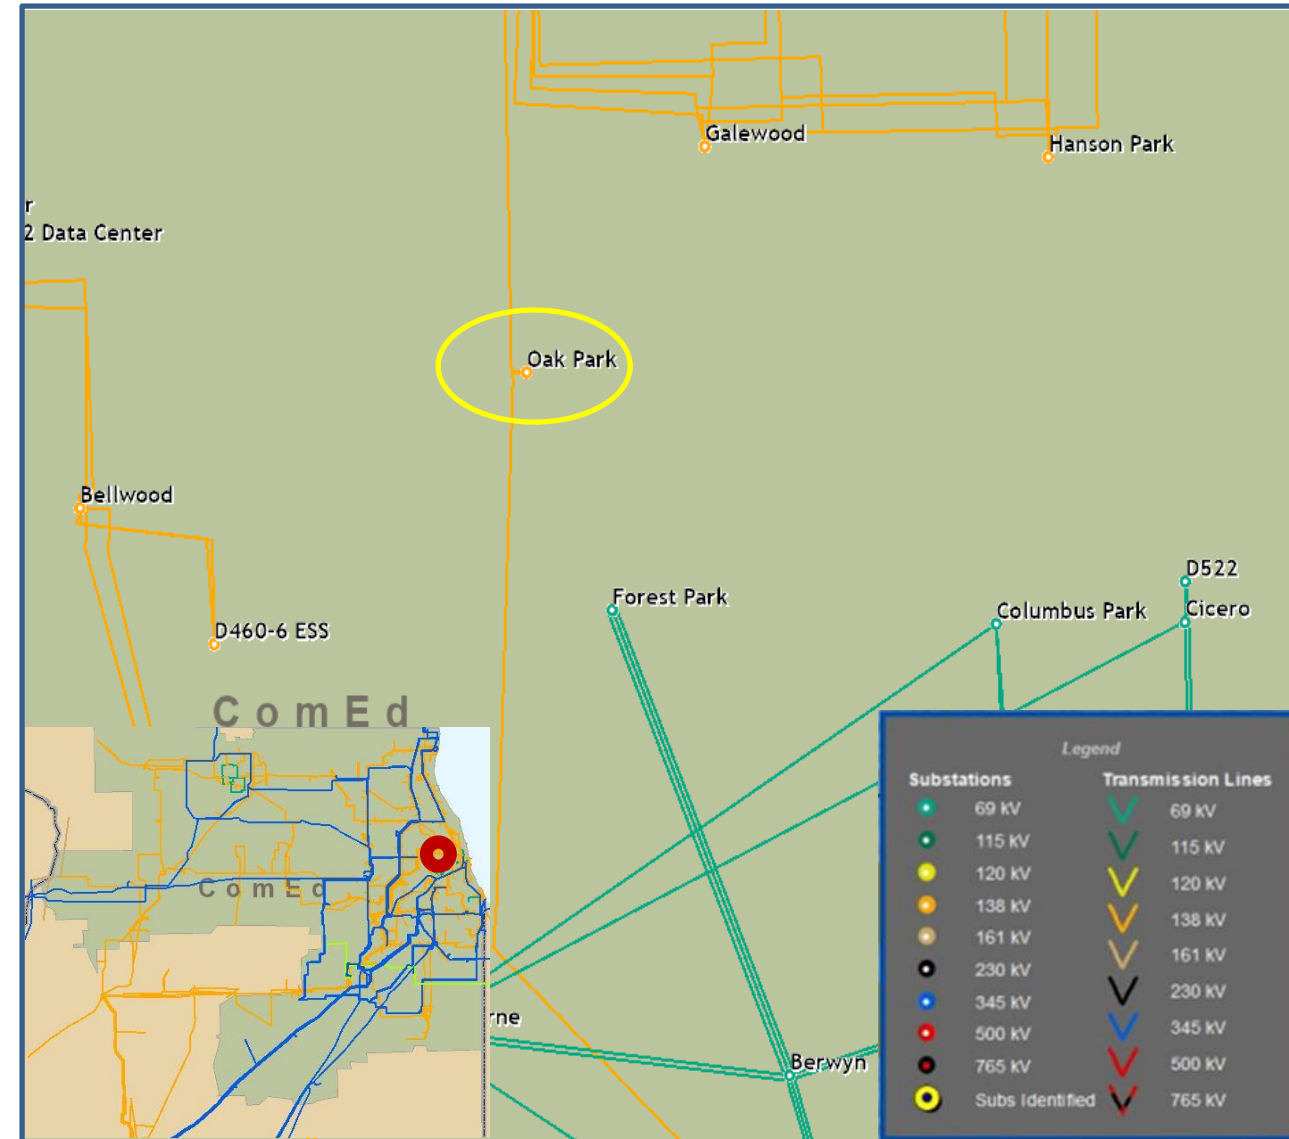 Galewood
Hanson Park
r
2 Data Center
Oak Park
Bellwood
D522
Forest Park
Columbus Park
Cicero
D460-6 ESS
ComEd
ComEd
rne
Berwyn
Legend
Substations Transmission Lines
69 kV 69 kV
115 kV 115 kV
120 kV 120 kV
138 kV 138 kV
161 kV 161 kV
230 kV 230 kV
345 kV 345 kV
500 kV 500 kV
765 kV 765 kV
Subs Identified